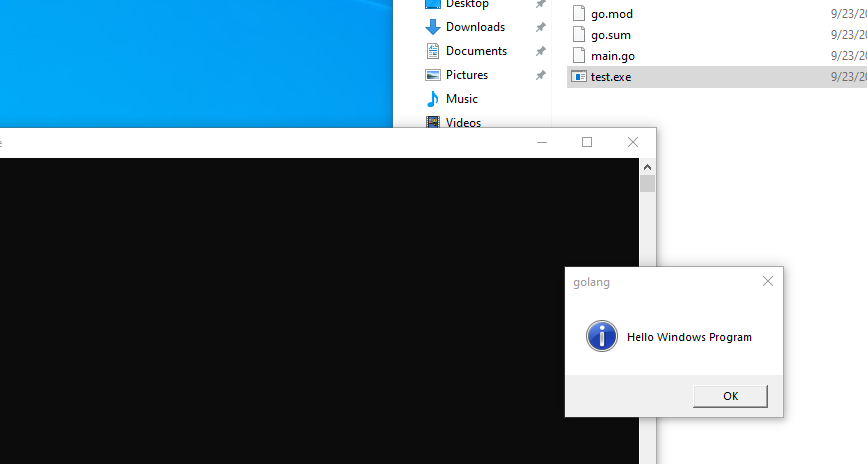 Desktop
Downloads
Documents
Pictures
Music
Videos
go.mod
9/23/20
go.sum
9/23/20
main.go
9/23/20
test.exe
9/23/20
golang
Hello Windows Program
OK